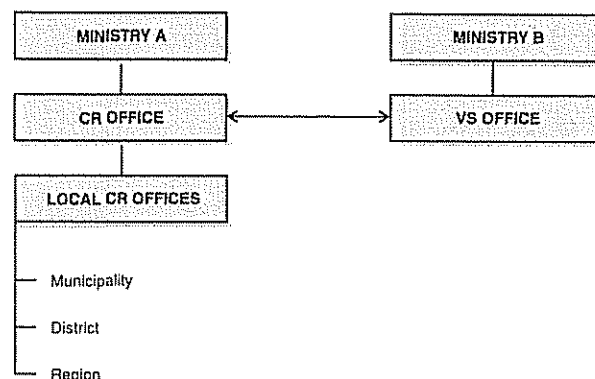 MINISTRY A
MINISTRY B
CR OFFICE
VS OFFICE
LOCAL CR OFFICES
Municipality
District
Region